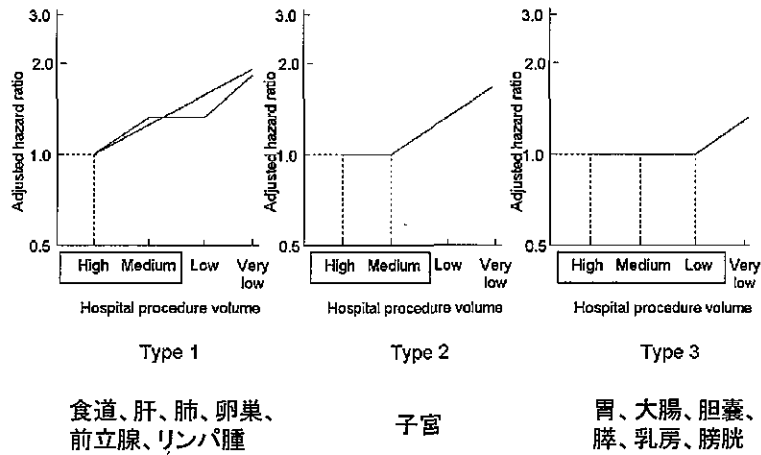 3.0
2.0
1.0
0.5
Adjusted hazard ratio
High Medium Low Very low
Hospital procedure volume
Type 1
食道、肝、肺、卵巣、
前立腺、リンパ腫
3.0
2.0
1.0
0.5
Adjusted hazard ratio
High Medium Low Very low
Hospital procedure volume
Type 2
子宮
3.0
2.0
1.0
0.5
Adjusted hazard ratio
High Medium Low Very low
Hospital procedure volume
Type 3
胃、大腸、胆嚢、
膵、乳房、膀胱